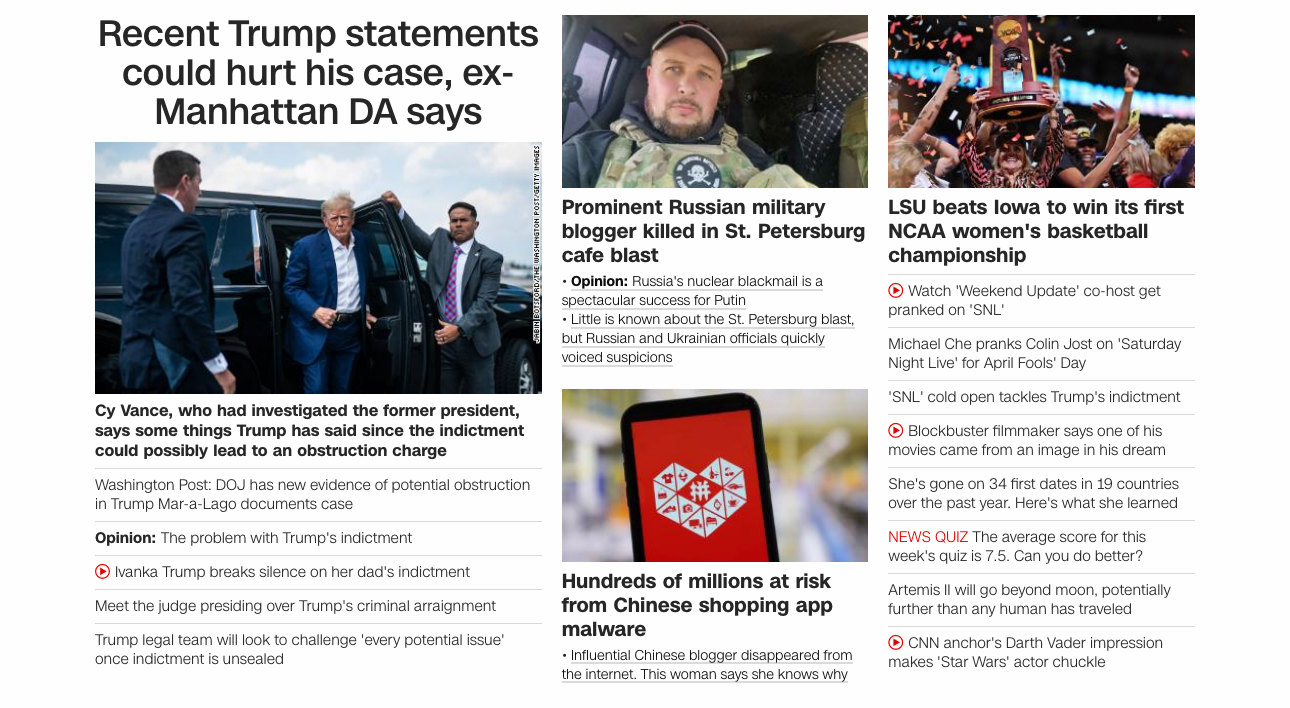 Recent Trump statements
could hurt his case, ex-
Manhattan DA says
JABIN BOTSFORD/THE WASHINGTON POST/GETTY IMAGES
Cy Vance, who had investigated the former president,
says some things Trump has said since the indictment
could possibly lead to an obstruction charge
Washington Post: DOJ has new evidence of potential obstruction
in Trump Mar-a-Lago documents case
Opinion: The problem with Trump's indictment
Ivanka Trump breaks silence on her dad's indictment
Meet the judge presiding over Trump's criminal arraignment
Trump legal team will look to challenge 'every potential issue'
once indictment is unsealed
Prominent Russian military
blogger killed in St. Petersburg
cafe blast
• Opinion: Russia's nuclear blackmail is a
spectacular success for Putin
• Little is known about the St. Petersburg blast,
but Russian and Ukrainian officials quickly
voiced suspicions
Hundreds of millions at risk
from Chinese shopping app
malware
• Influential Chinese blogger disappeared from
the internet. This woman says she knows why
LSU beats Iowa to win its first
NCAA women's basketball
championship
Watch 'Weekend Update' co-host get
pranked on 'SNL'
Michael Che pranks Colin Jost on 'Saturday
Night Live' for April Fools' Day
'SNL' cold open tackles Trump's indictment
Blockbuster filmmaker says one of his
movies came from an image in his dream
She's gone on 34 first dates in 19 countries
over the past year. Here's what she learned
NEWS QUIZ The average score for this
week's quiz is 7.5. Can you do better?
Artemis II will go beyond moon, potentially
further than any human has traveled
CNN anchor's Darth Vader impression
makes 'Star Wars' actor chuckle